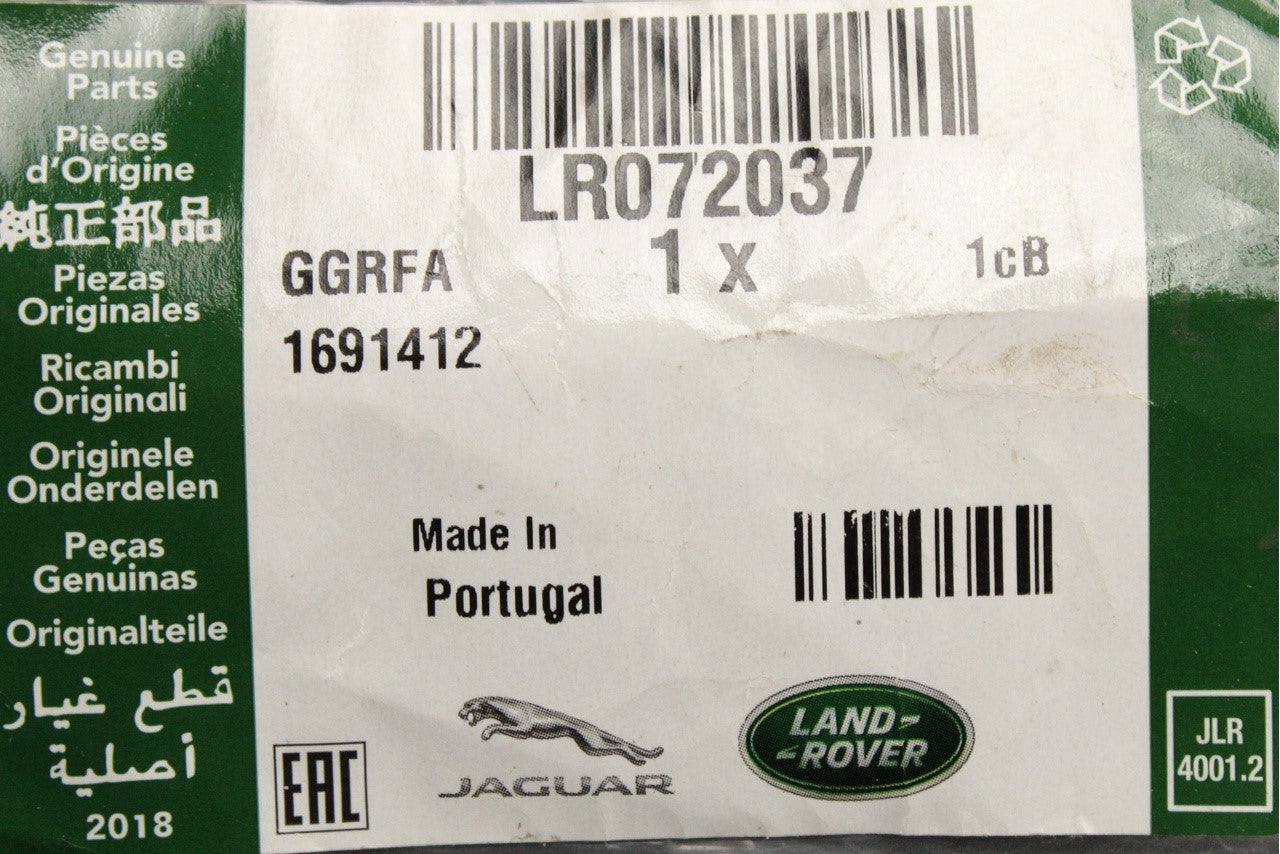 Genuine
Parts
Pièces
d'Origine
純正部品
Piezas
Originales
Ricambi
Originali
Originele
Onderdelen
Peças
Genuinas
Originalteile
قطع غيار
أصلية
2018
LR072037
GGRFA 1 x 1cB
1691412
Made In
Portugal
EAC
JAGUAR
LAND-
-ROVER
JLR
4001.2